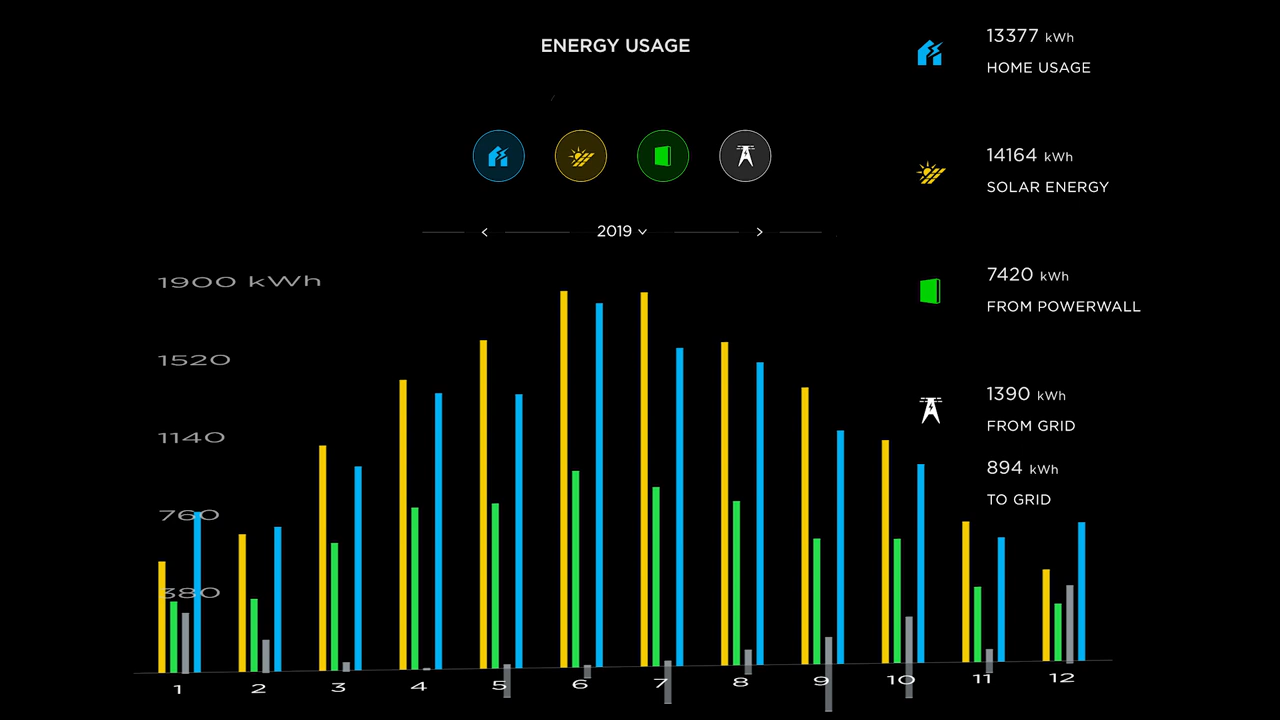 ENERGY USAGE
2019
1900 kWh
1520
1140
760
380
1 2 3 4 5 6 7 8 9 10 11 12
13377 kWh
HOME USAGE
14164 kWh
SOLAR ENERGY
7420 kWh
FROM POWERWALL
1390 kWh
FROM GRID
894 kWh
TO GRID